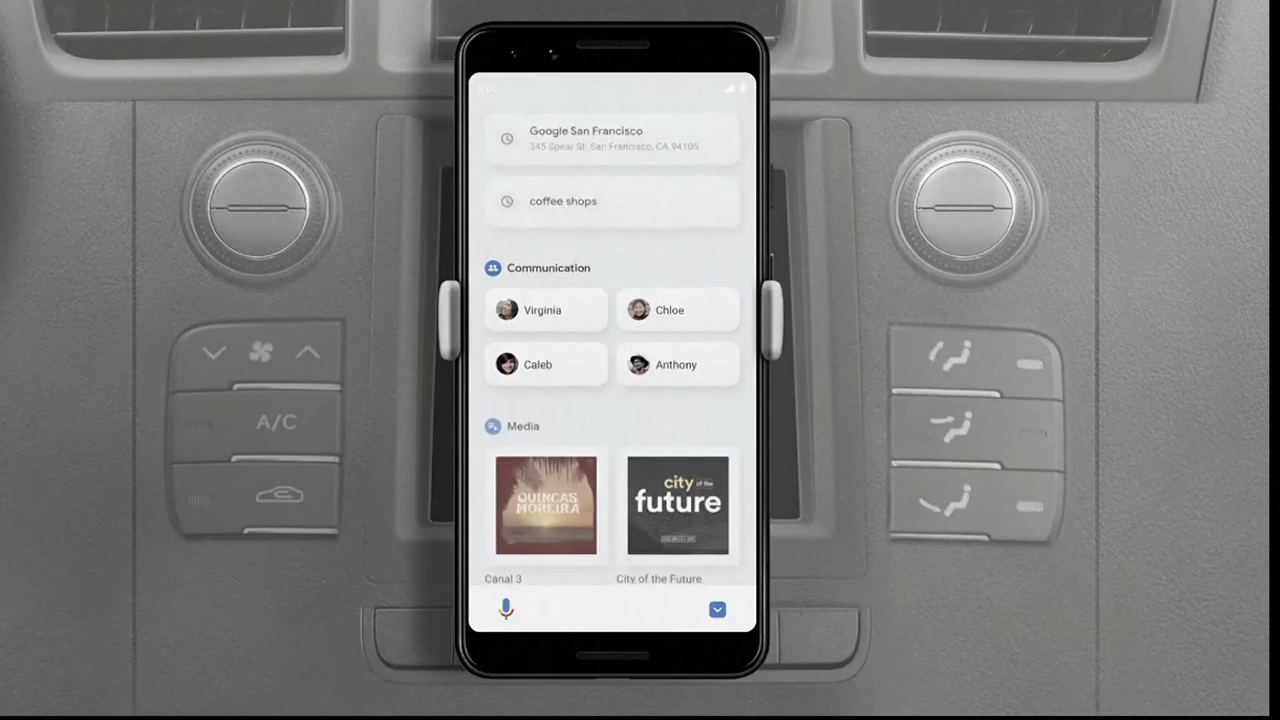 Google San Francisco
345 Spear St. San Francisco, CA 94105
coffee shops
Communication
Virginia
Chloe
Caleb
Anthony
Media
QUINCAS
MOREIRA
city of the
future
Canal 3
City of the Future
A/C